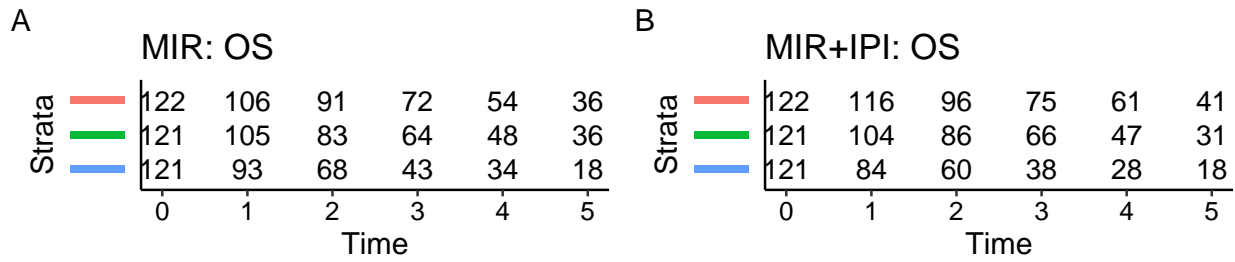 A
MIR: OS
Strata
122 106 91 72 54 36
121 105 83 64 48 36
121 93 68 43 34 18
0 1 2 3 4 5
Time
B
MIR+IPI: OS
Strata
122 116 96 75 61 41
121 104 86 66 47 31
121 84 60 38 28 18
0 1 2 3 4 5
Time